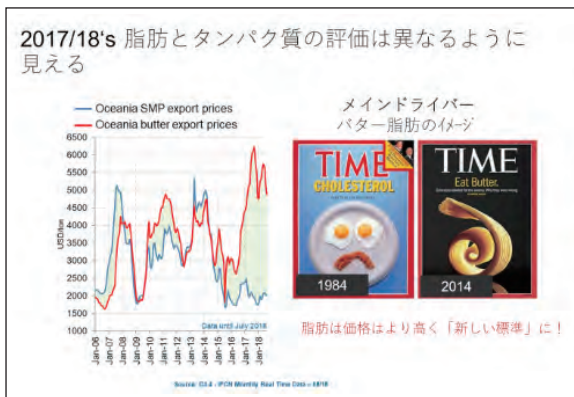 2017/18's 脂肪とタンパク質の評価は異なるように
見える
Oceania SMP export prices
Oceania butter export prices
USD/ton
6500
6000
5500
5000
4500
4000
3500
3000
2500
2000
1500
1000
Data until July 2018
Jan-06
Jan-07
Jan-08
Jan-09
Jan-10
Jan-11
Jan-12
Jan-13
Jan-14
Jan-15
Jan-16
Jan-17
Jan-18
メインドライバー
バター脂肪のイメージ
TIME
CHOLESTEROL
1984
TIME
Eat Butter.
2014
脂肪は価格はより高く「新しい標準」に！
IFCN Monthly Real Time Data